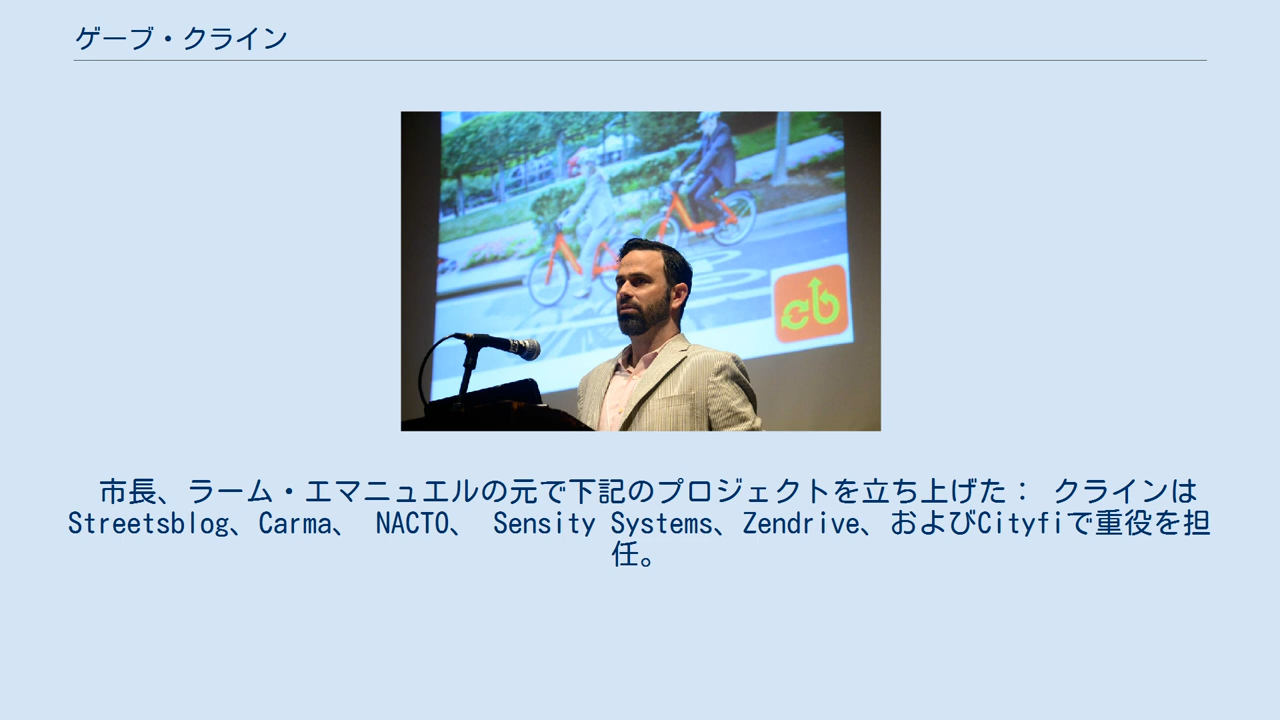 ゲーブ・クライン
cb
市長、ラーム・エマニュエルの元で下記のプロジェクトを立ち上げた： クラインは
Streetsblog、Carma、 NACTO、 Sensity Systems、Zendrive、およびCityfiで重役を担
任。